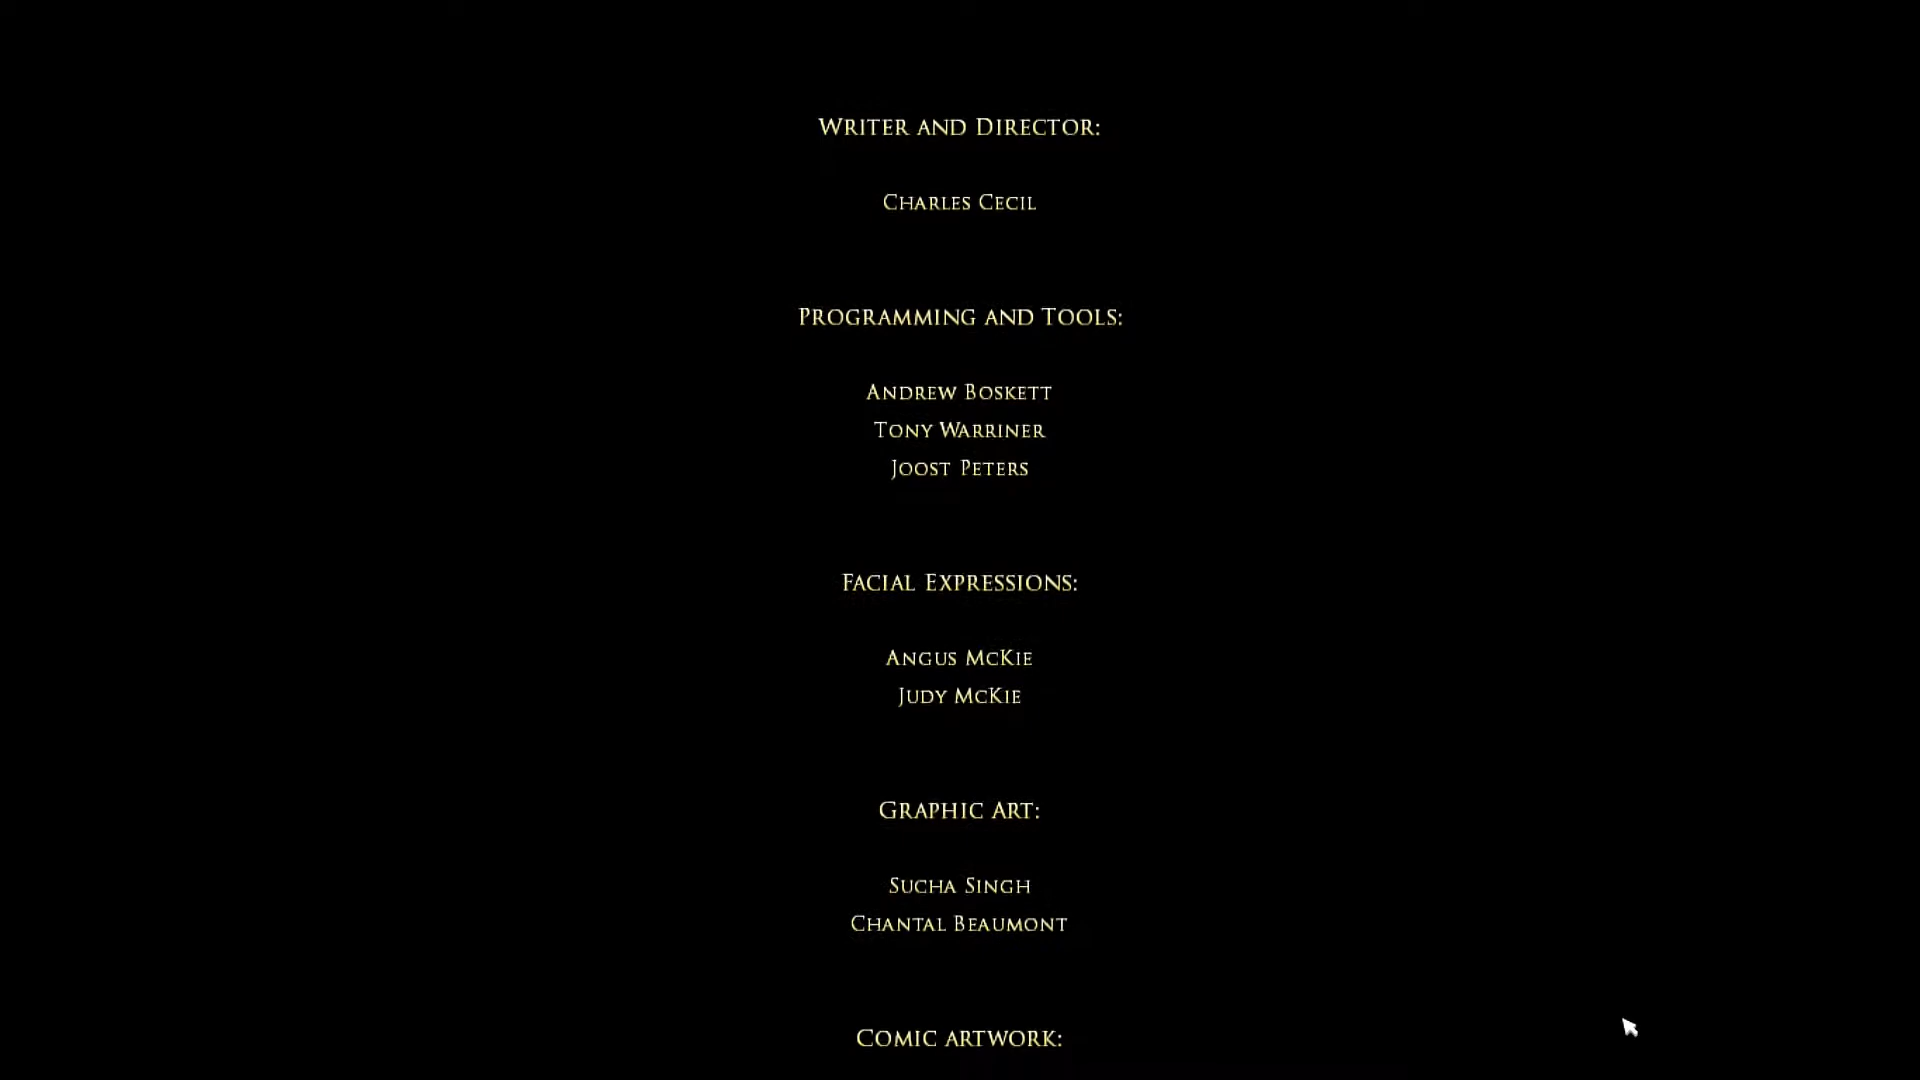 Writer and Director:
Charles Cecil
Programming and Tools:
Andrew Boskett
Tony Warriner
Joost Peters
Facial Expressions:
Angus McKie
Judy McKie
Graphic Art:
Sucha Singh
Chantal Beaumont
Comic artwork: